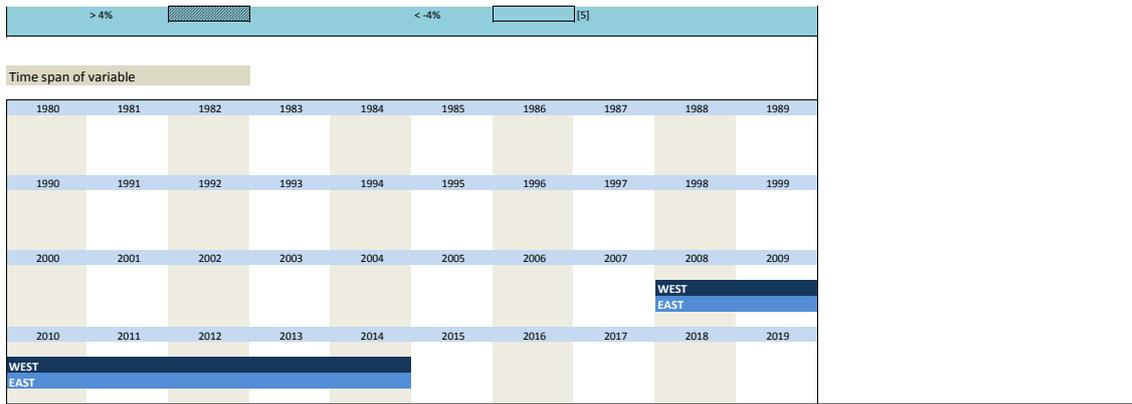 > 4% < -4% [5]
Time span of variable
1980 1981 1982 1983 1984 1985 1986 1987 1988 1989
1990 1991 1992 1993 1994 1995 1996 1997 1998 1999
2000 2001 2002 2003 2004 2005 2006 2007 2008 2009
WEST
EAST
2010 2011 2012 2013 2014 2015 2016 2017 2018 2019
WEST
EAST